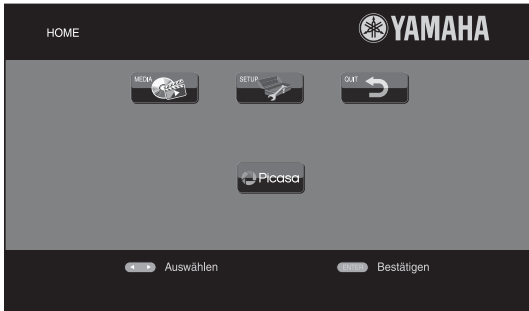 HOME
YAMAHA
MEDIA
SETUP
QUIT
Picasa
Auswählen
ENTER Bestätigen